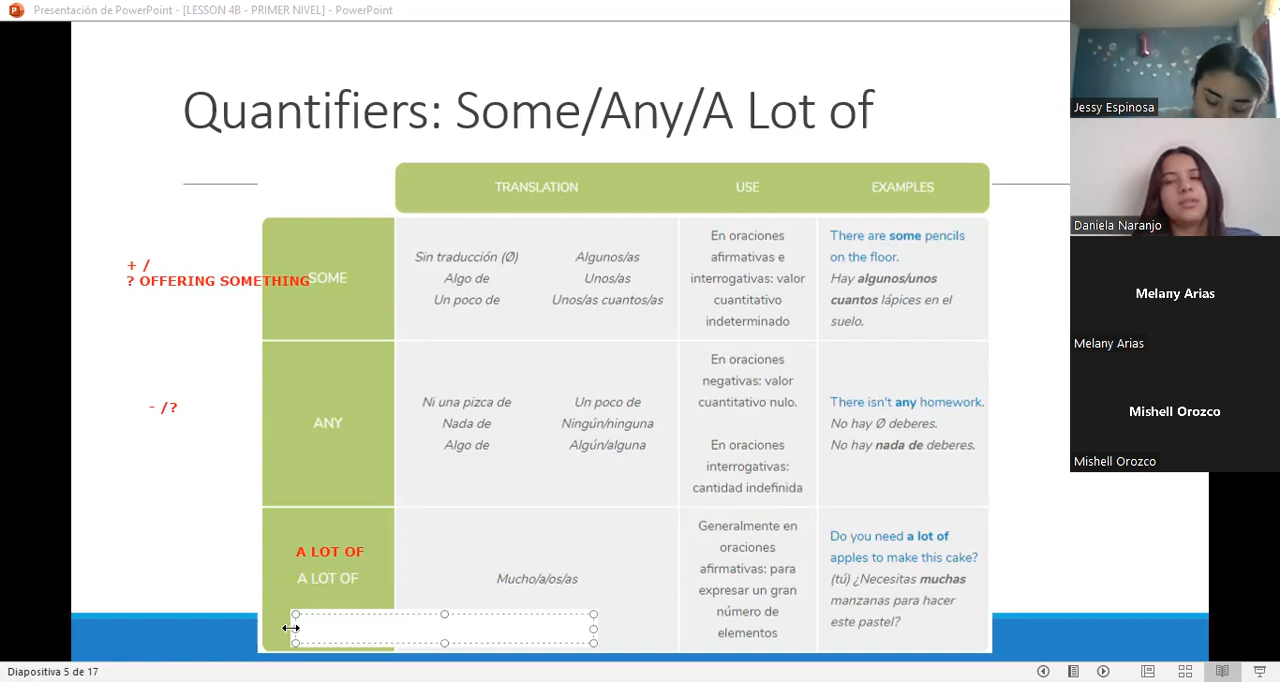 Presentación de PowerPoint - [LESSON 4B - PRIMER NIVEL] - PowerPoint
Quantifiers: Some/Any/A Lot of
TRANSLATION USE EXAMPLES
+ /
? OFFERING SOMETHING
SOME
Sin traducción (Ø)
Algo de
Un poco de
Algunos/as
Unos/as
Unos/as cuantos/as
En oraciones
afirmativas e
interrogativas: valor
cuantitativo
indeterminado
There are some pencils
on the floor.
Hay algunos/unos
cuantos lápices en el
suelo.
- /?
ANY
Ni una pizca de
Nada de
Algo de
Un poco de
Ningún/ninguna
Algún/alguna
En oraciones
negativas: valor
cuantitativo nulo.
En oraciones
interrogativas:
cantidad indefinida
There isn't any homework.
No hay Ø deberes.
No hay nada de deberes.
A LOT OF
A LOT OF
Mucho/a/os/as
Generalmente en
oraciones
afirmativas: para
expresar un gran
número de
elementos
Do you need a lot of
apples to make this cake?
(tú) ¿Necesitas muchas
manzanas para hacer
este pastel?
Jessy Espinosa
Daniela Naranjo
Melany Arias
Melany Arias
Mishell Orozco
Mishell Orozco
Diapositiva 5 de 17